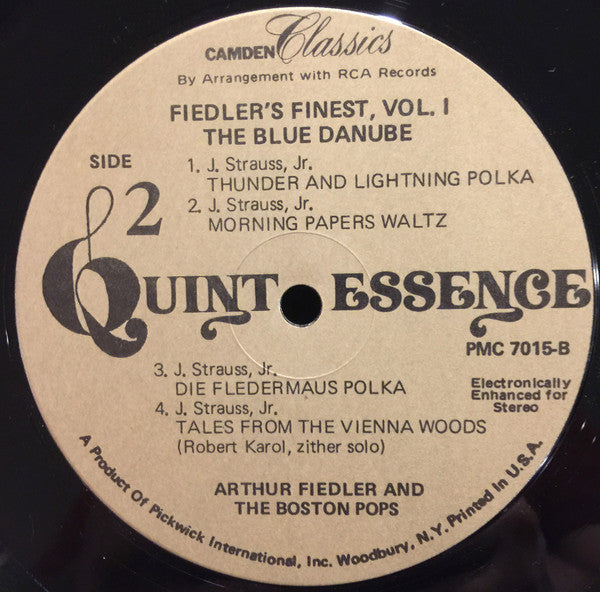 CAMDEN Classics
By Arrangement with RCA Records
FIEDLER'S FINEST, VOL. I
THE BLUE DANUBE
SIDE
2
1. J. Strauss, Jr.
THUNDER AND LIGHTNING POLKA
2. J. Strauss, Jr.
MORNING PAPERS WALTZ
QUINTESSENCE
PMC 7015-B
3. J. Strauss, Jr.
DIE FLEDERMAUS POLKA
4. J. Strauss, Jr.
TALES FROM THE VIENNA WOODS
(Robert Karol, zither solo)
Electronically
Enhanced for
Stereo
ARTHUR FIEDLER AND
THE BOSTON POPS
A Product Of Pickwick International, Inc. Woodbury, N.Y. Printed In U.S.A.